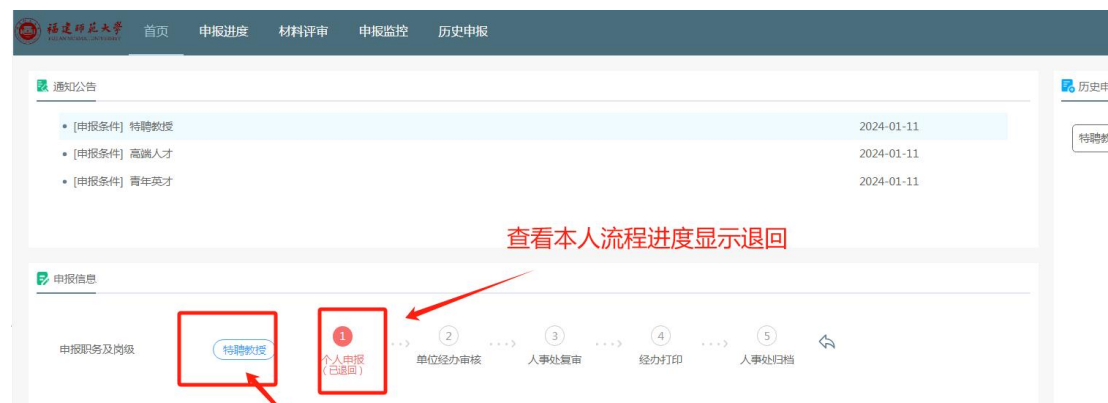 福建师范大学 首页 申报进度 材料评审 申报监控 历史申报
通知公告
• [申报条件] 特聘教授 2024-01-11
• [申报条件] 高端人才 2024-01-11
• [申报条件] 青年英才 2024-01-11
历史申
特聘教
查看本人流程进度显示退回
申报信息
申报职务及岗级 特聘教授
1 2 3 4 5
个人申报 单位经办审核 人事处复审 经办打印 人事处归档
(已退回)